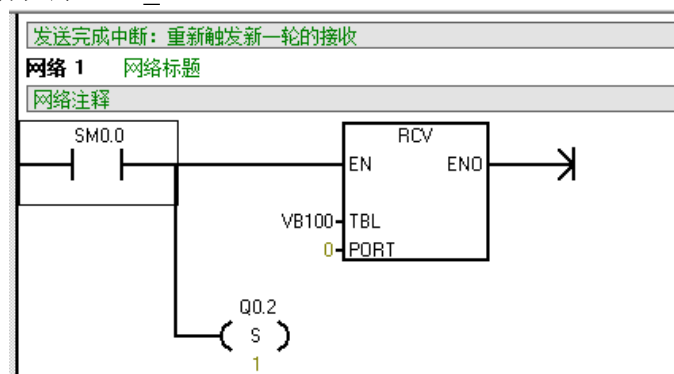 发送完成中断：重新触发新一轮的接收
网络 1 网络标题
网络注释
SM0.0
RCV
EN ENO
VB100 TBL
0 PORT
Q0.2
S
1